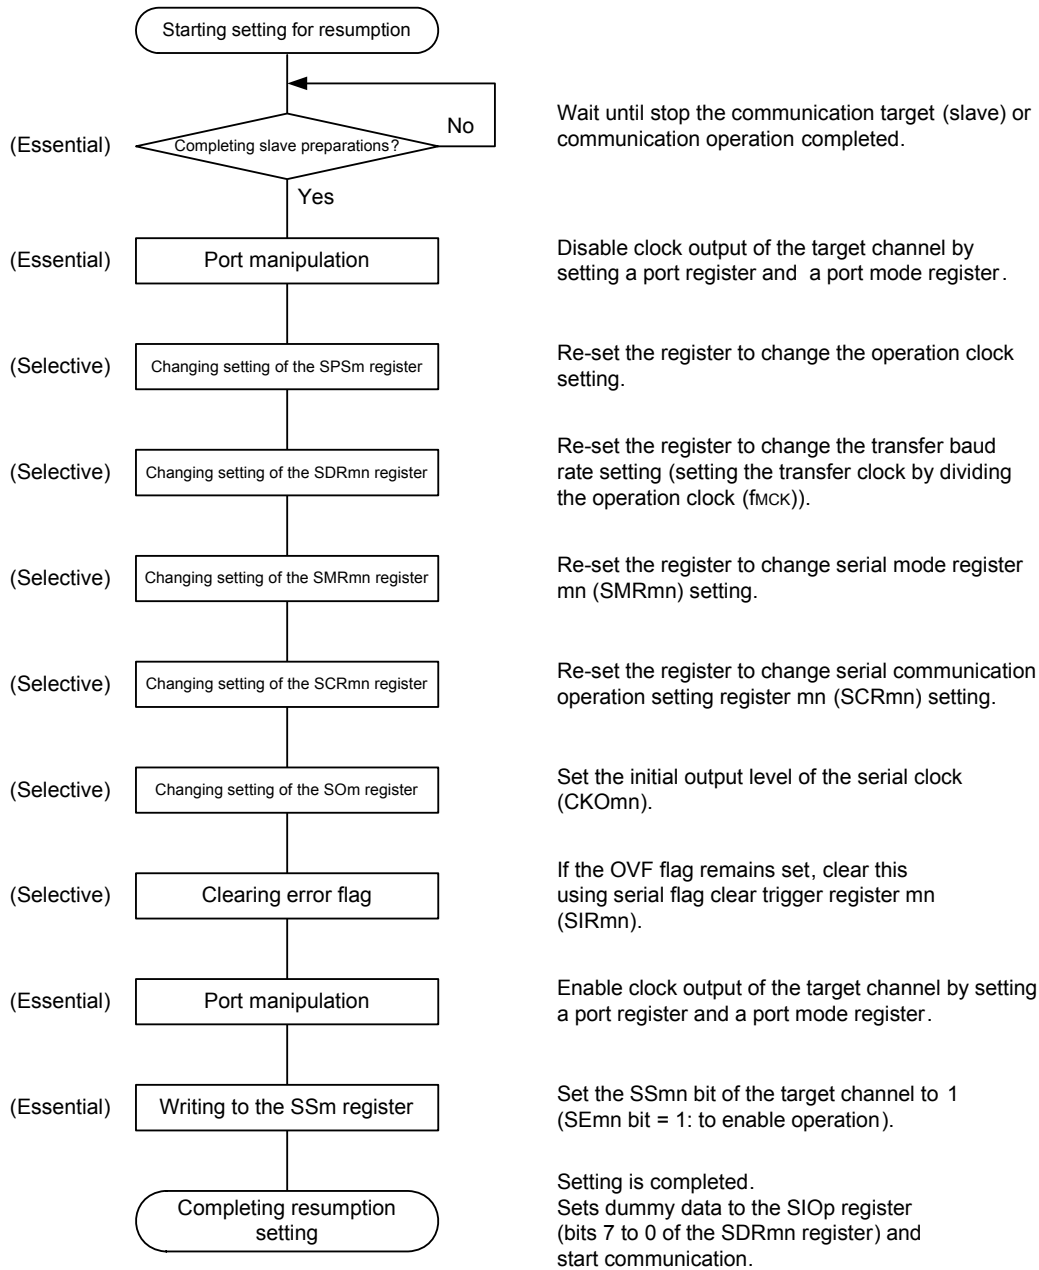 Starting setting for resumption
(Essential)
Completing slave preparations?
No
Wait until stop the communication target (slave) or
communication operation completed.
Yes
(Essential)
Port manipulation
Disable clock output of the target channel by
setting a port register and a port mode register.
(Selective)
Changing setting of the SPSm register
Re-set the register to change the operation clock
setting.
(Selective)
Changing setting of the SDRmn register
Re-set the register to change the transfer baud
rate setting (setting the transfer clock by dividing
the operation clock (fMCK)).
(Selective)
Changing setting of the SMRmn register
Re-set the register to change serial mode register
mn (SMRmn) setting.
(Selective)
Changing setting of the SCRmn register
Re-set the register to change serial communication
operation setting register mn (SCRmn) setting.
(Selective)
Changing setting of the SOm register
Set the initial output level of the serial clock
(CKOmn).
(Selective)
Clearing error flag
If the OVF flag remains set, clear this
using serial flag clear trigger register mn
(SIRmn).
(Essential)
Port manipulation
Enable clock output of the target channel by setting
a port register and a port mode register.
(Essential)
Writing to the SSm register
Set the SSmn bit of the target channel to 1
(SEmn bit = 1: to enable operation).
Completing resumption
setting
Setting is completed.
Sets dummy data to the SIOp register
(bits 7 to 0 of the SDRmn register) and
start communication.